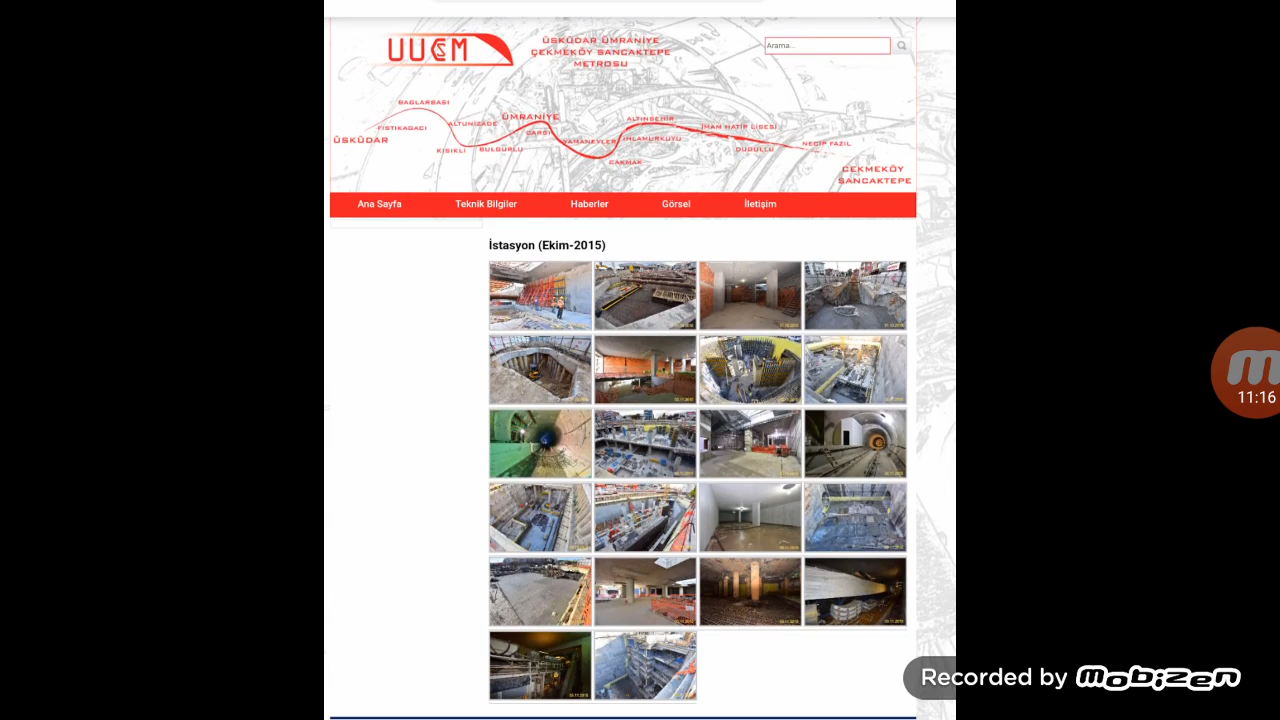 UUÇSM
ÜSKÜDAR ÜMRANİYE
ÇEKMEKÖY SANCAKTEPE
METROSU
Arama...
BAĞLARBAŞI
FISTIKAĞACI
ALTUNİZADE
ÜMRANİYE
ÇARŞI
ALTINŞEHİR
İMAM HATİP LİSESİ
ÜSKÜDAR
KISIKLI
BULGURLU
YAMANEVLER
IHLAMURKUYU
ÇAKMAK
DUDULLU
NECİP FAZIL
ÇEKMEKÖY
SANCAKTEPE
Ana Sayfa Teknik Bilgiler Haberler Görsel İletişim
İstasyon (Ekim-2015)
11:16
Recorded by mobizen